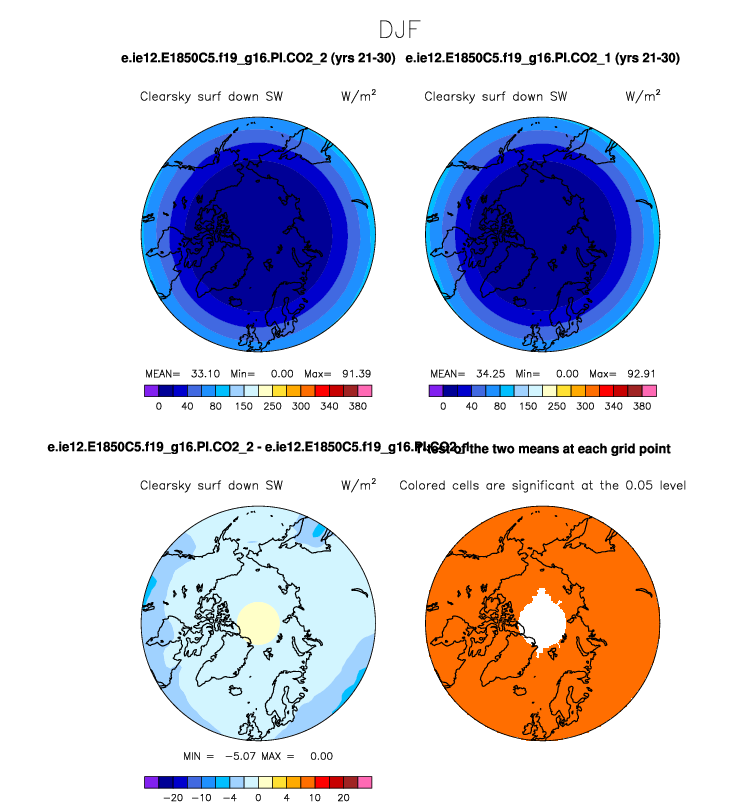 DJF
e.ie12.E1850C5.f19_g16.PI.CO2_2 (yrs 21-30) e.ie12.E1850C5.f19_g16.PI.CO2_1 (yrs 21-30)
Clearsky surf down SW W/m² Clearsky surf down SW W/m²
MEAN= 33.10 Min= 0.00 Max= 91.39 MEAN= 34.25 Min= 0.00 Max= 92.91
0 40 80 150 250 300 340 380 0 40 80 150 250 300 340 380
e.ie12.E1850C5.f19_g16.PI.CO2_2 - e.ie12.E1850C5.f19_g16.PI.CO2_1 T-test of the two means at each grid point
Clearsky surf down SW W/m² Colored cells are significant at the 0.05 level
MIN = -5.07 MAX = 0.00
-20 -10 -4 0 4 10 20